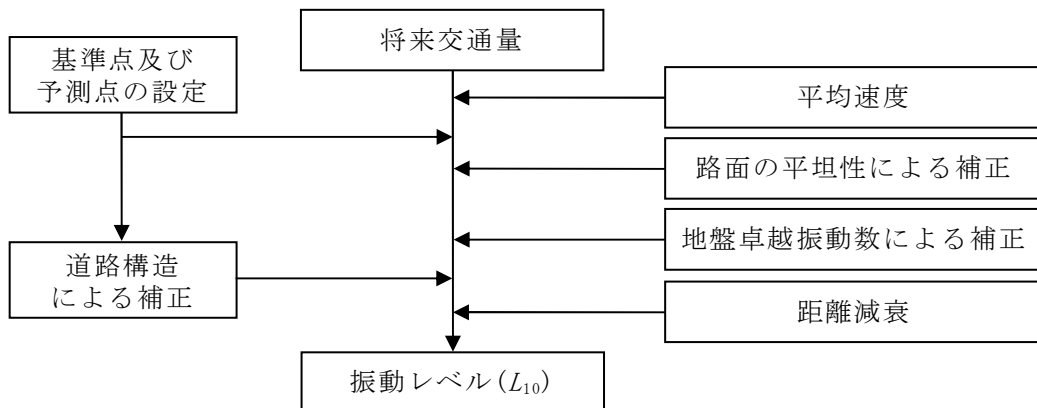 将来交通量
基準点及び
予測点の設定
平均速度
路面の平坦性による補正
地盤卓越振動数による補正
道路構造
による補正
距離減衰
振動レベル(L10)